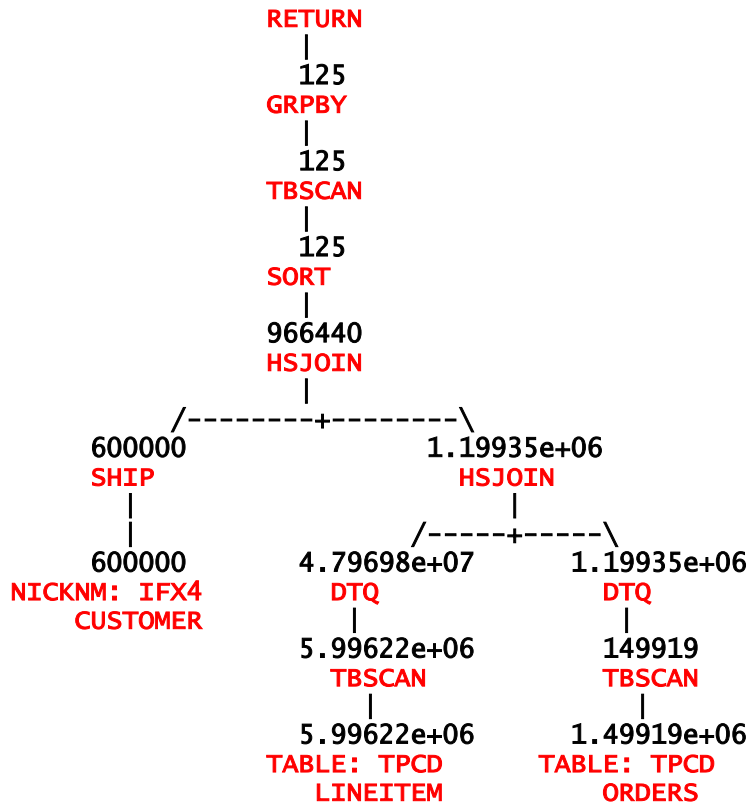 RETURN
|
125
GRPBY
|
125
TBSCAN
|
125
SORT
|
966440
HSJOIN
|
/---------+---------\
600000 1.19935e+06
SHIP HSJOIN
| |
| /------+------\
600000 4.79698e+07 1.19935e+06
NICKNM: IFX4 DTQ DTQ
CUSTOMER | |
5.99622e+06 149919
TBSCAN TBSCAN
| |
5.99622e+06 1.49919e+06
TABLE: TPCD TABLE: TPCD
LINEITEM ORDERS